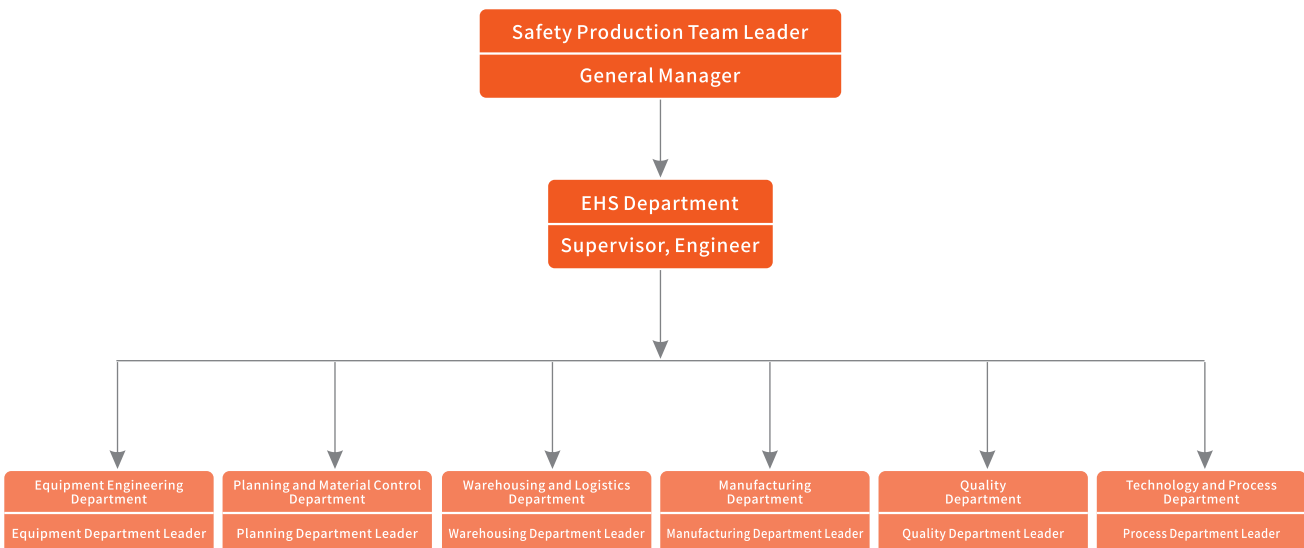 Safety Production Team Leader
General Manager
EHS Department
Supervisor, Engineer
Equipment Engineering
Department
Equipment Department Leader
Planning and Material Control
Department
Planning Department Leader
Warehousing and Logistics
Department
Warehousing Department Leader
Manufacturing
Department
Manufacturing Department Leader
Quality
Department
Quality Department Leader
Technology and Process
Department
Process Department Leader